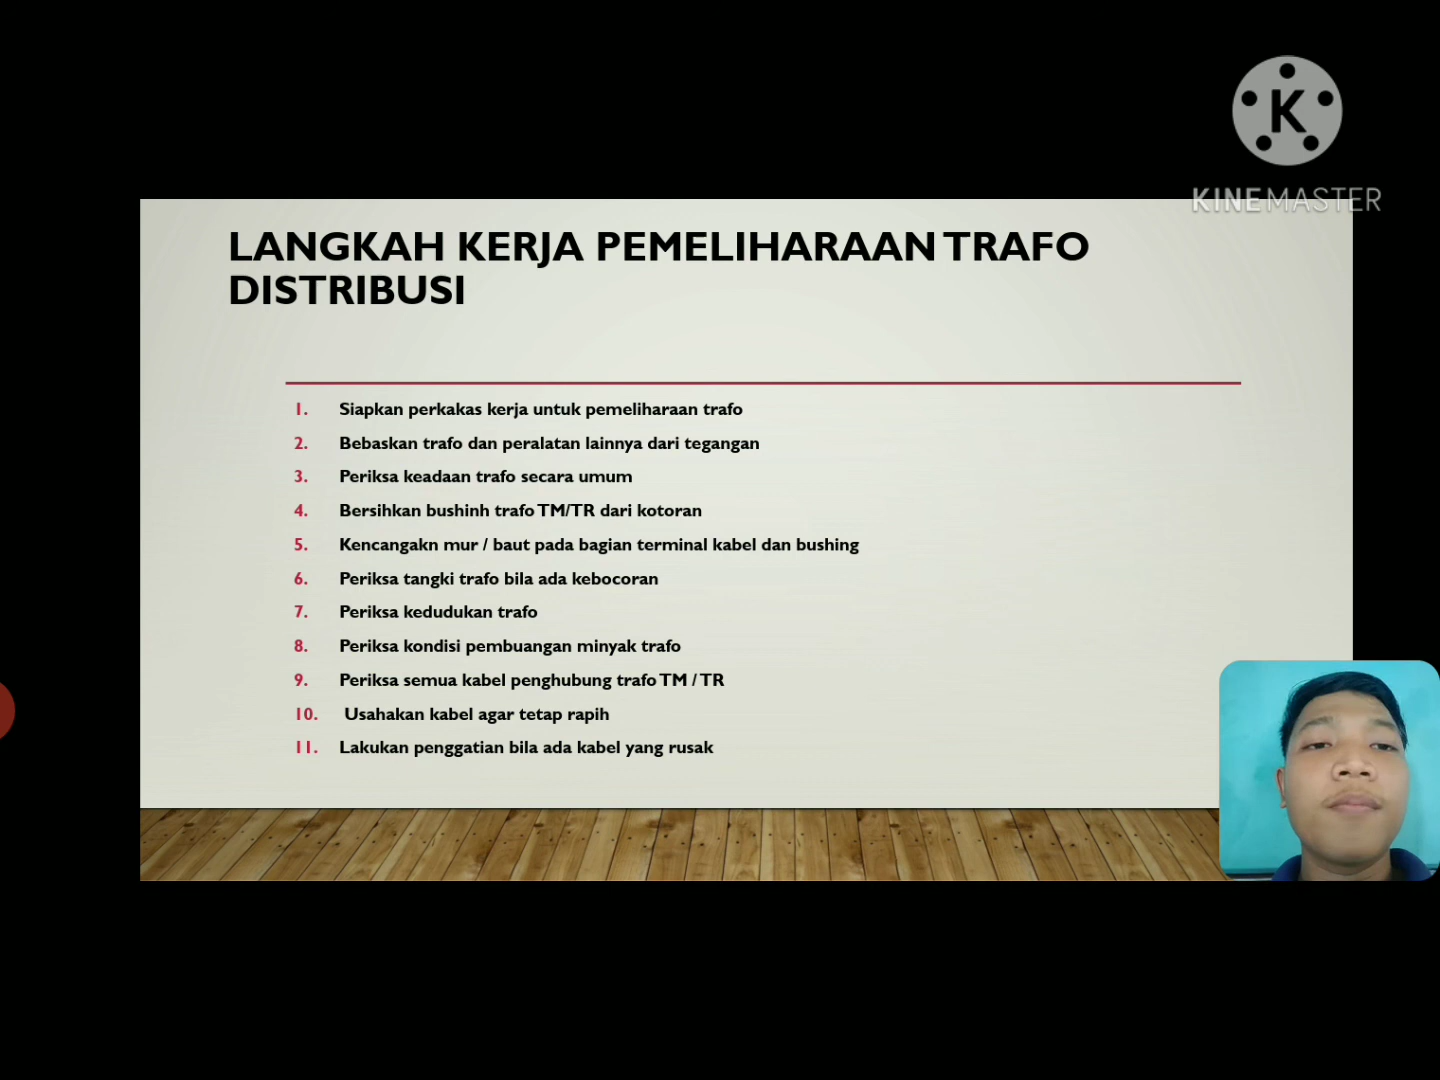 K
KINEMASTER
LANGKAH KERJA PEMELIHARAAN TRAFO
DISTRIBUSI
1. Siapkan perkakas kerja untuk pemeliharaan trafo
2. Bebaskan trafo dan peralatan lainnya dari tegangan
3. Periksa keadaan trafo secara umum
4. Bersihkan bushinh trafo TM/TR dari kotoran
5. Kencangakn mur / baut pada bagian terminal kabel dan bushing
6. Periksa tangki trafo bila ada kebocoran
7. Periksa kedudukan trafo
8. Periksa kondisi pembuangan minyak trafo
9. Periksa semua kabel penghubung trafo TM / TR
10. Usahakan kabel agar tetap rapih
11. Lakukan penggatian bila ada kabel yang rusak